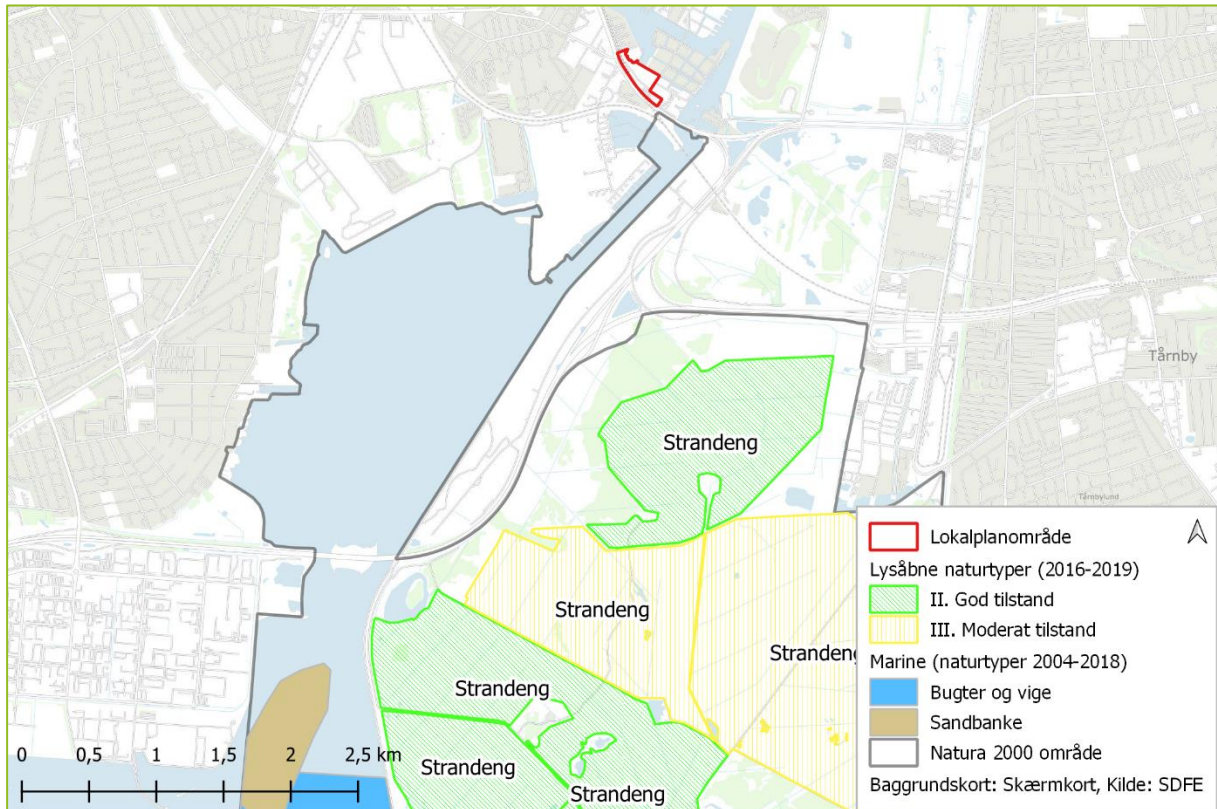 Tårnby
Strandeng
Tårnbylund
Strandeng
Strandeng
Strandeng
Strandeng
Strandeng
Lokalplanområde
Lysåbne naturtyper (2016-2019)
II. God tilstand
III. Moderat tilstand
Marine (naturtyper 2004-2018)
Bugter og vige
Sandbanke
Natura 2000 område
Baggrundskort: Skærmkort, Kilde: SDFE
0 0,5 1 1,5 2 2,5 km